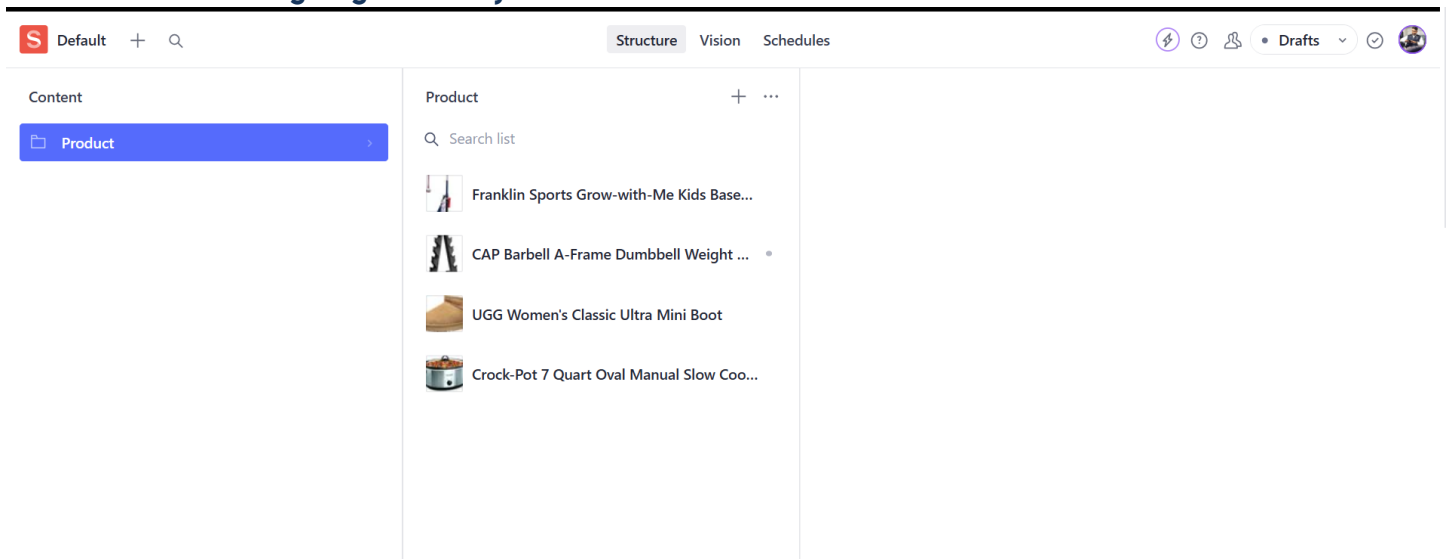 S Default
Structure Vision Schedules
Drafts
Content
Product
Product
Search list
Franklin Sports Grow-with-Me Kids Base...
CAP Barbell A-Frame Dumbbell Weight ...
UGG Women's Classic Ultra Mini Boot
Crock-Pot 7 Quart Oval Manual Slow Coo...